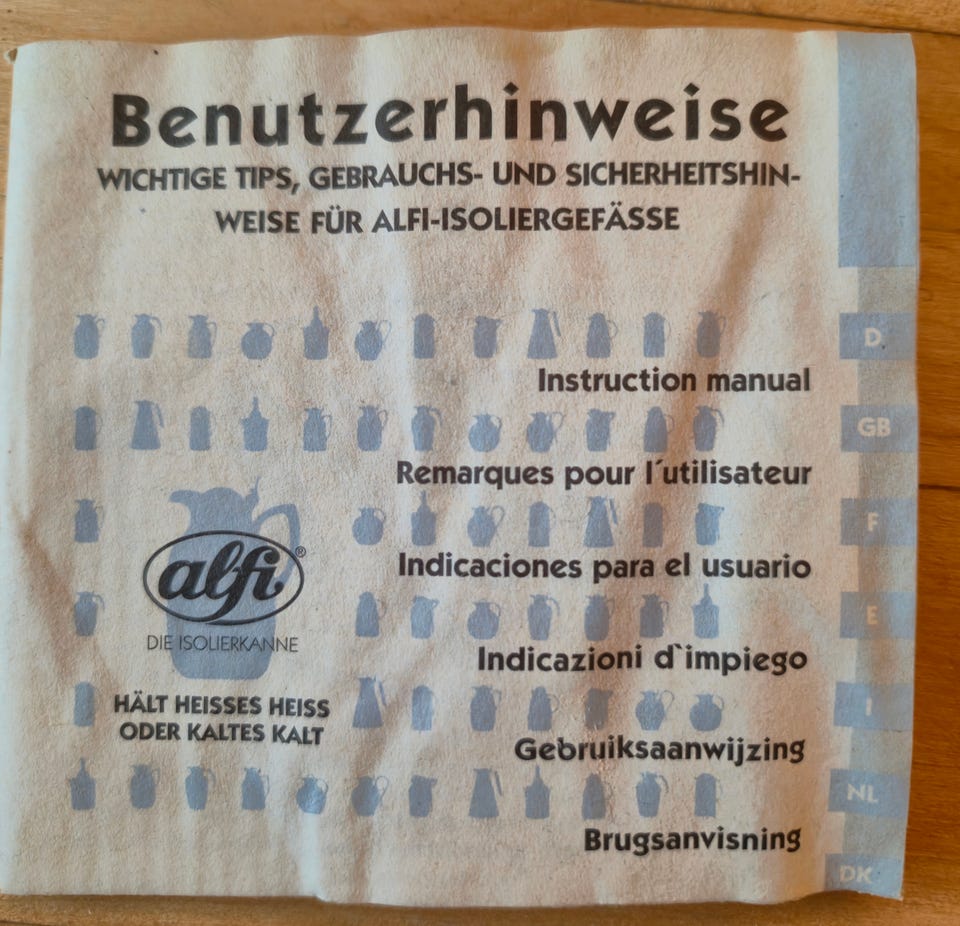 Benutzerhinweise
WICHTIGE TIPS, GEBRAUCHS- UND SICHERHEITSHIN-
WEISE FÜR ALFI-ISOLIERGEFÄSSE
D
Instruction manual
GB
Remarques pour l´utilisateur
F
Indicaciones para el usuario
E
Indicazioni d`impiego
I
Gebruiksaanwijzing
NL
Brugsanvisning
DK
alfi®
DIE ISOLIERKANNE
HÄLT HEISSES HEISS
ODER KALTES KALT